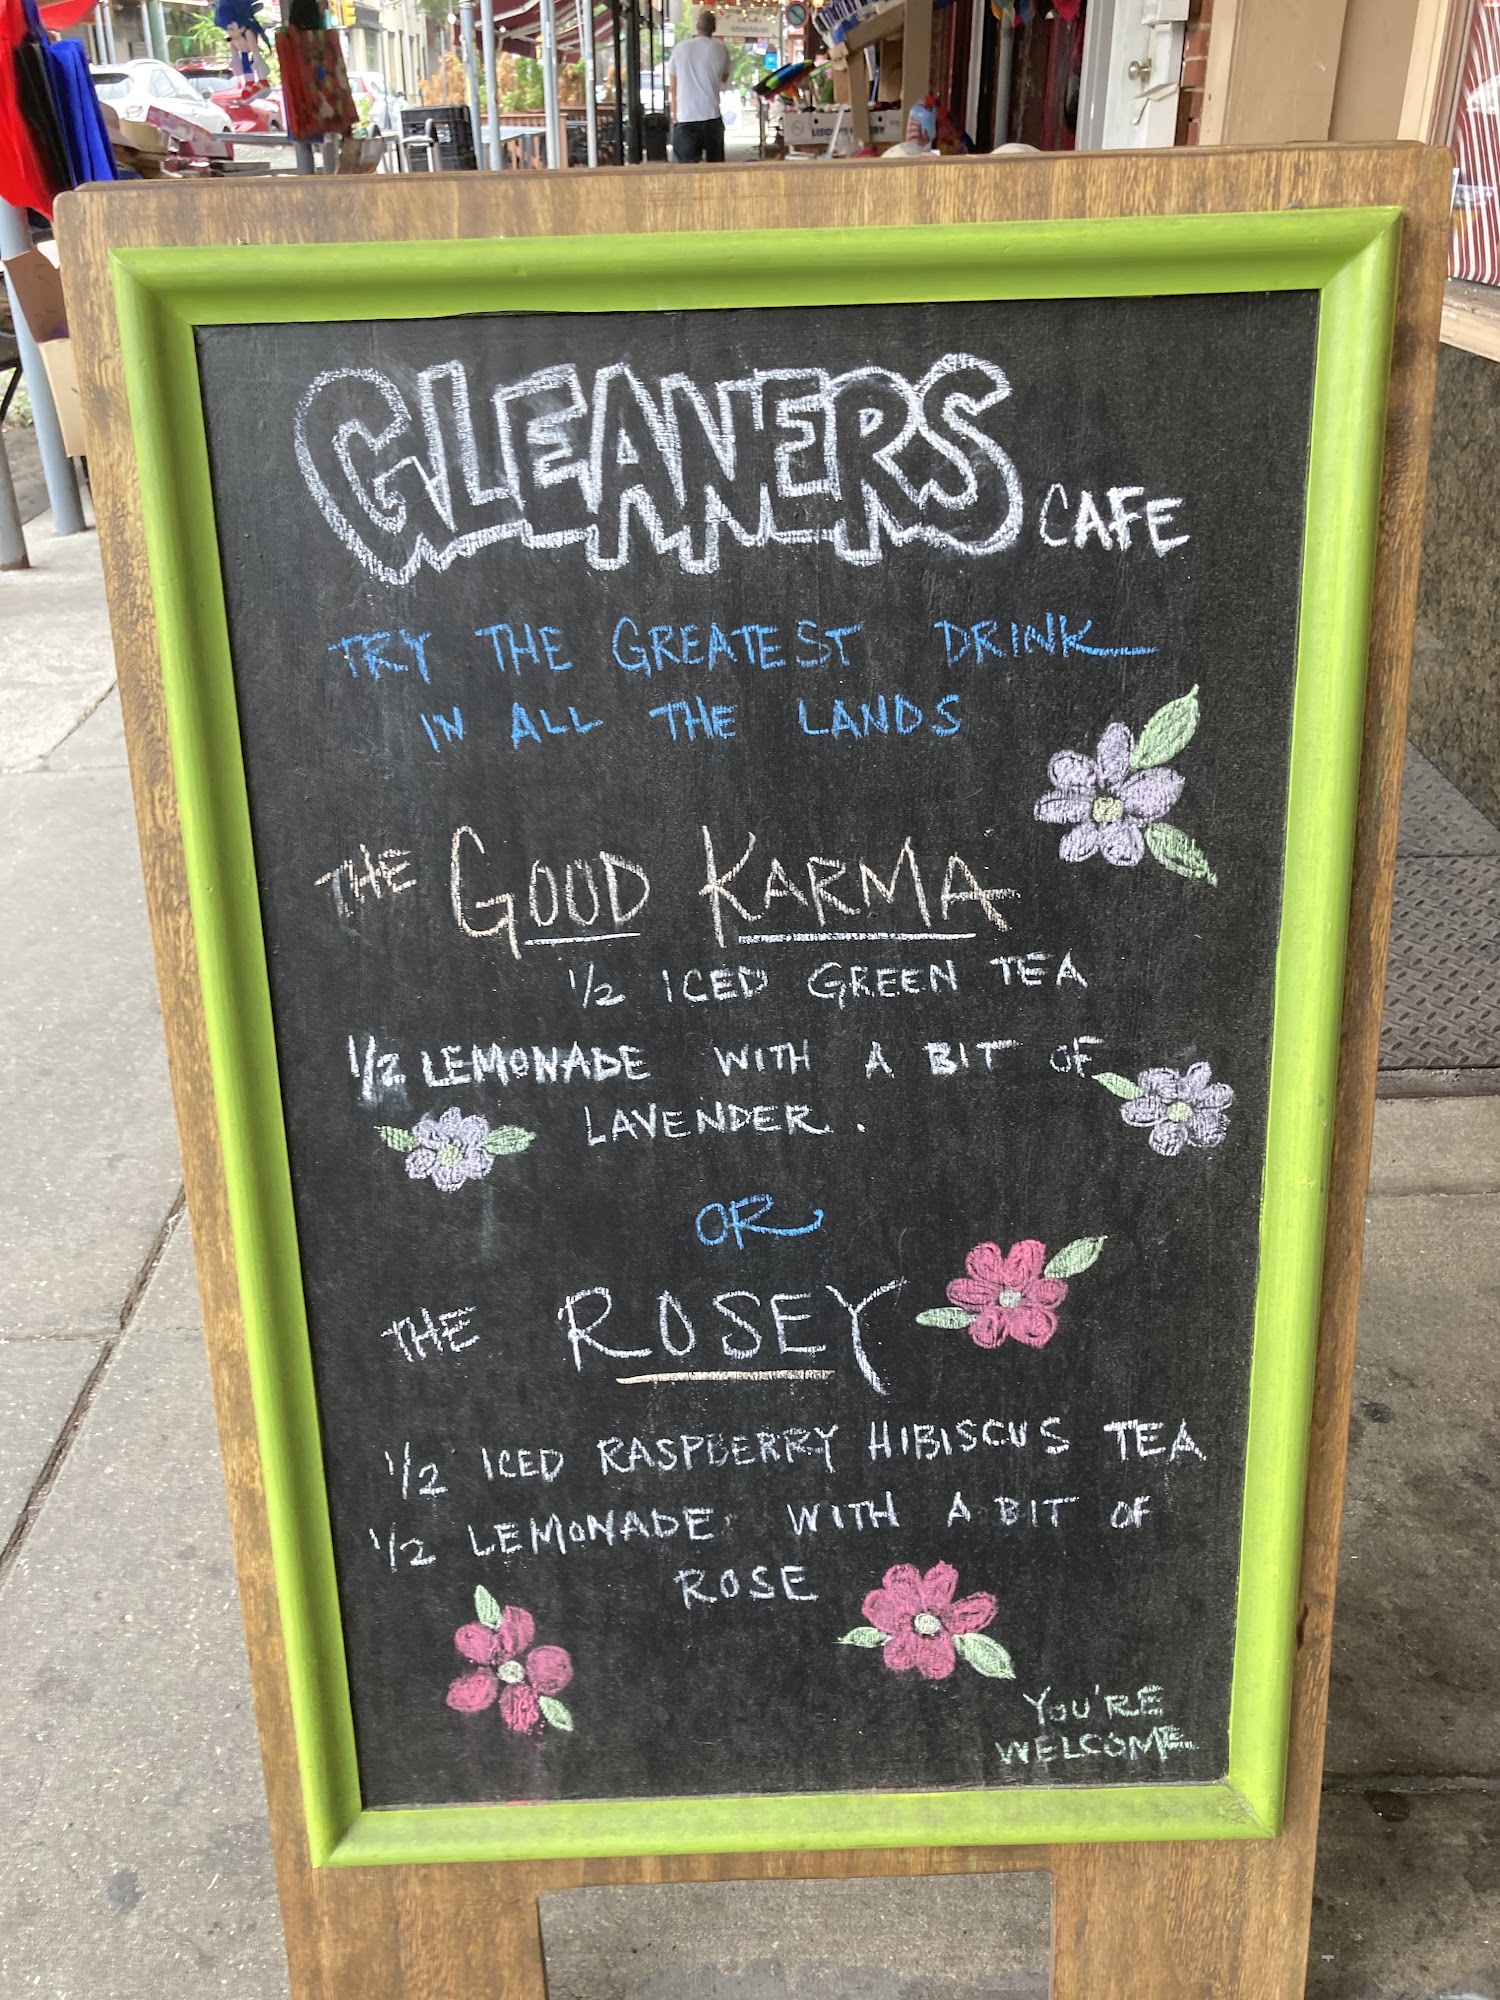 GLEANERS CAFE
TRY THE GREATEST DRINK
IN ALL THE LANDS
THE GOOD KARMA
1/2 ICED GREEN TEA
1/2 LEMONADE WITH A BIT OF
LAVENDER.
OR
THE ROSEY
1/2 ICED RASPBERRY HIBISCUS TEA
1/2 LEMONADE WITH A BIT OF
ROSE
YOU'RE
WELCOME